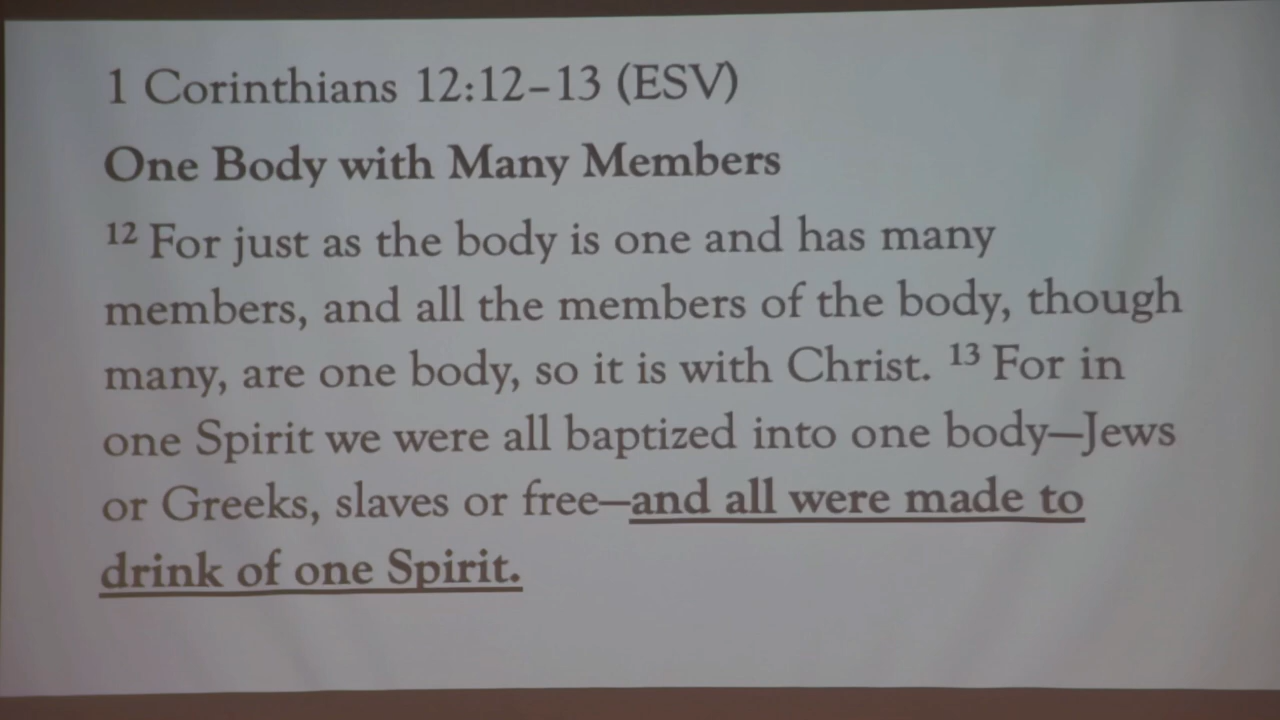 1 Corinthians 12:12–13 (ESV)
One Body with Many Members
¹² For just as the body is one and has many
members, and all the members of the body, though
many, are one body, so it is with Christ. ¹³ For in
one Spirit we were all baptized into one body—Jews
or Greeks, slaves or free—and all were made to
drink of one Spirit.